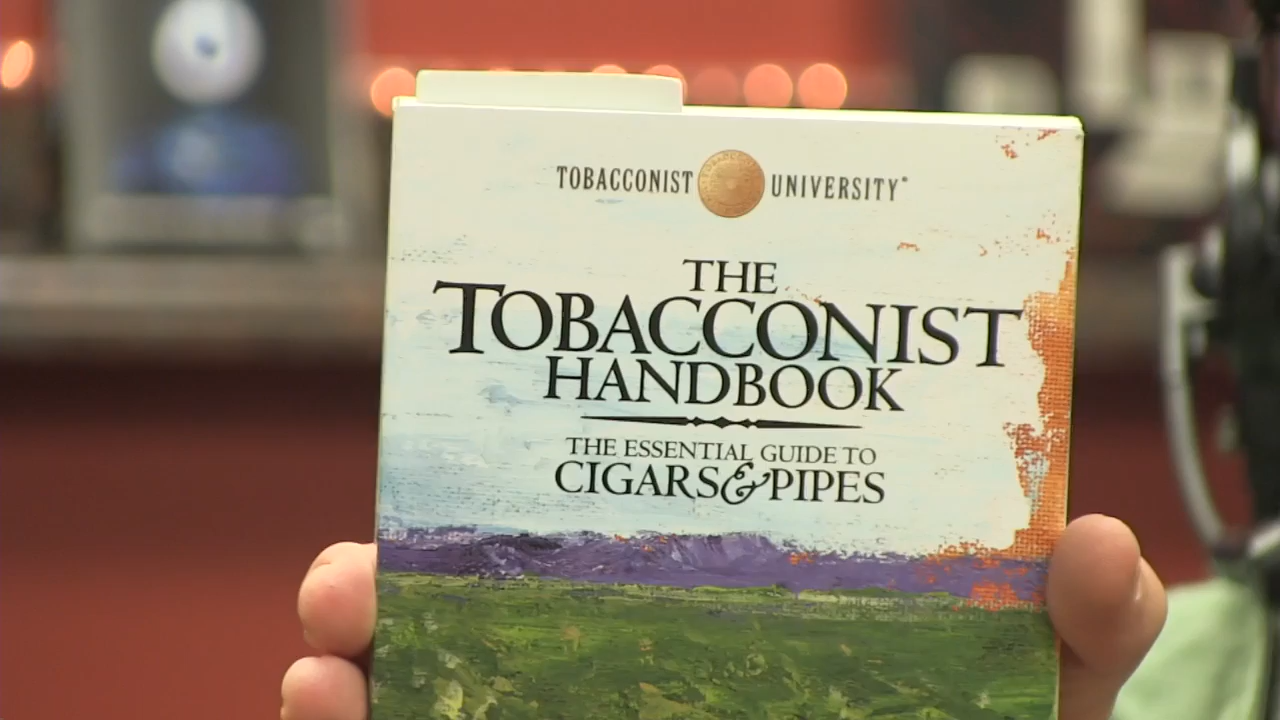 TOBACCONIST UNIVERSITY®
THE
TOBACCONIST
HANDBOOK
THE ESSENTIAL GUIDE TO
CIGARS & PIPES